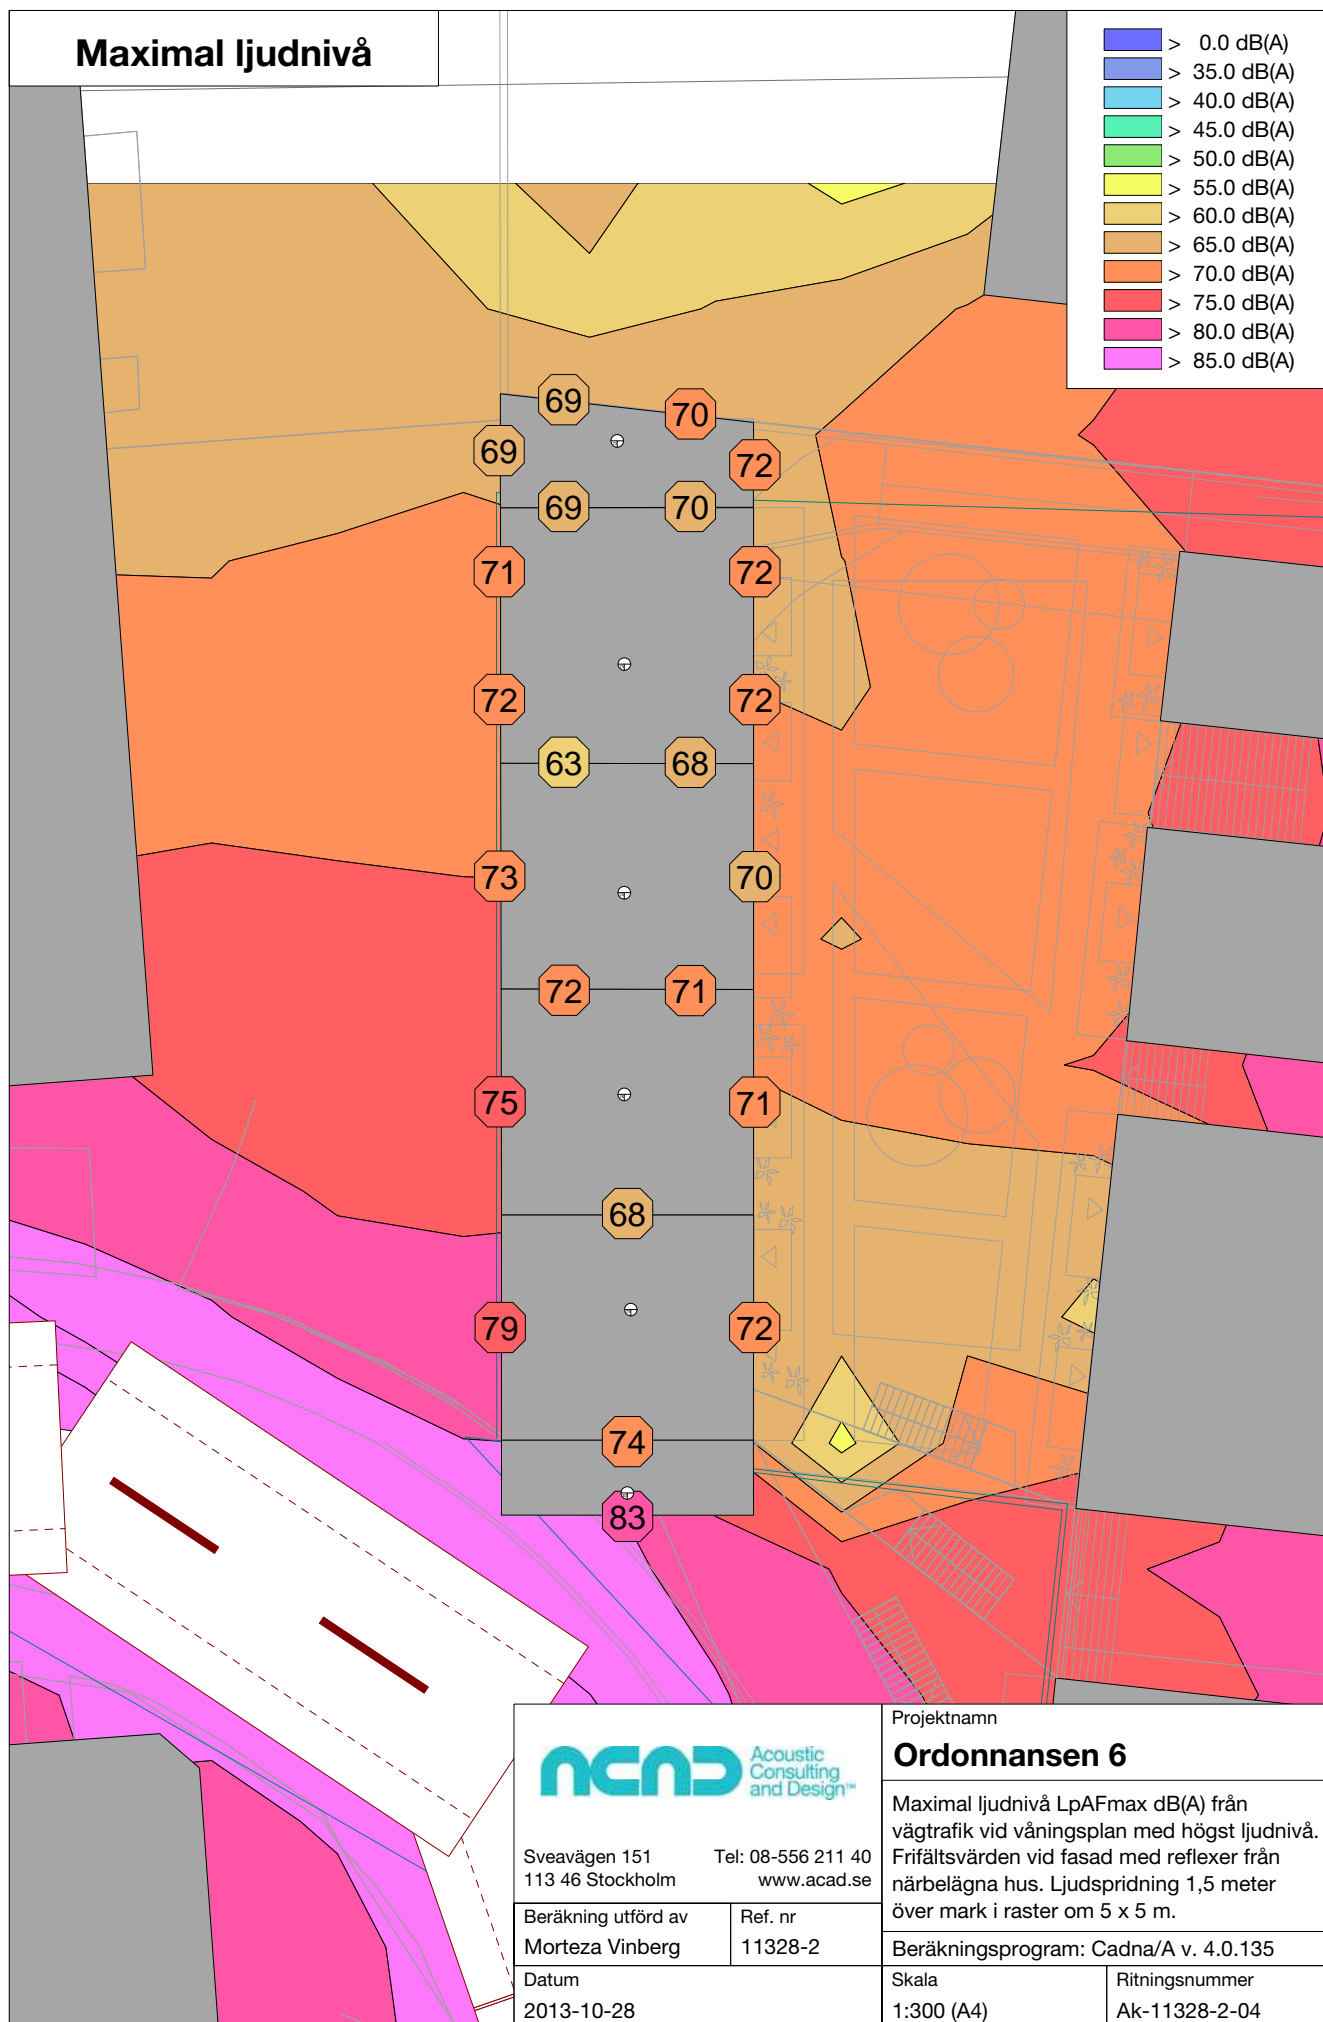 Maximal ljudnivå
> 0.0 dB(A)
> 35.0 dB(A)
> 40.0 dB(A)
> 45.0 dB(A)
> 50.0 dB(A)
> 55.0 dB(A)
> 60.0 dB(A)
> 65.0 dB(A)
> 70.0 dB(A)
> 75.0 dB(A)
> 80.0 dB(A)
> 85.0 dB(A)
69 70
69 72
69 70
71 72
72 72
63 68
73 70
72 71
75 71
68
79 72
74
83
ACAD
Acoustic
Consulting
and Design™
Sveavägen 151 Tel: 08-556 211 40
113 46 Stockholm www.acad.se
Beräkning utförd av
Morteza Vinberg
Ref. nr
11328-2
Datum
2013-10-28
Projektnamn
Ordonnansen 6
Maximal ljudnivå LpAFmax dB(A) från
vägtrafik vid våningsplan med högst ljudnivå.
Frifältsvärden vid fasad med reflexer från
närbelägna hus. Ljudspridning 1,5 meter
över mark i raster om 5 x 5 m.
Beräkningsprogram: Cadna/A v. 4.0.135
Skala
1:300 (A4)
Ritningsnummer
Ak-11328-2-04